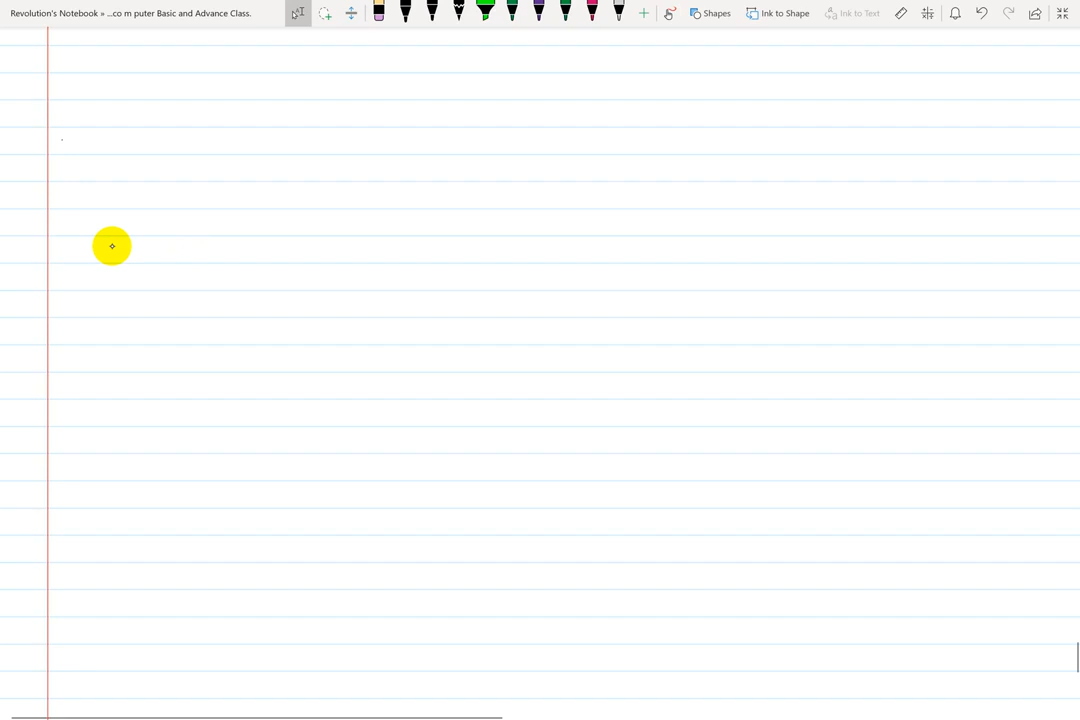 Revolution's Notebook » ...co m puter Basic and Advance Class.
Shapes
Ink to Shape
Ink to Text